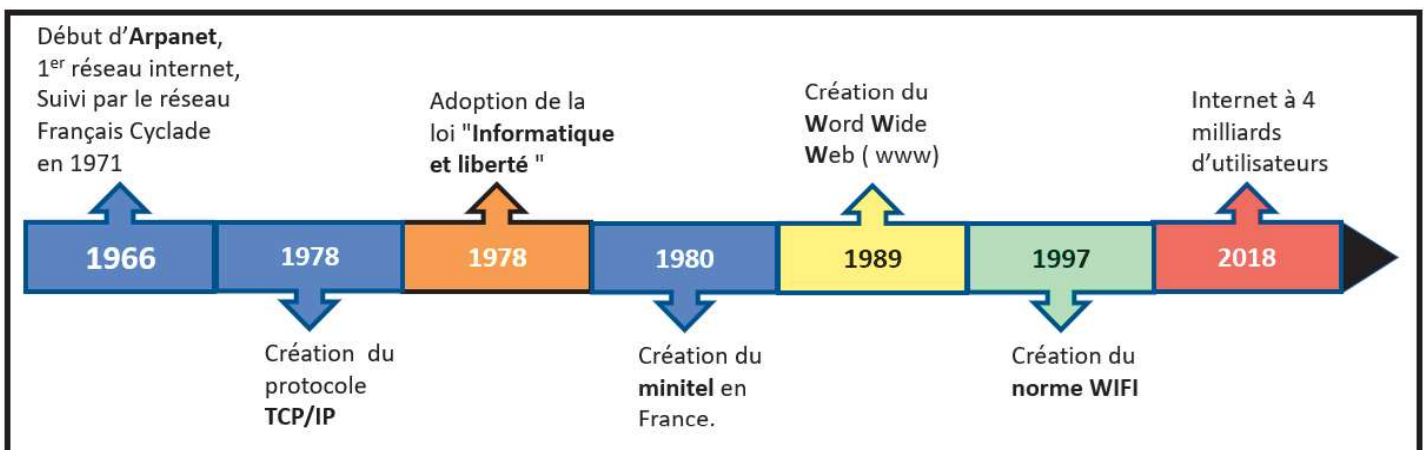 Début d'Arpanet,
1er réseau internet,
Suivi par le réseau
Français Cyclade
en 1971
Adoption de la
loi "Informatique
et liberté "
Création du
Word Wide
Web ( www)
Internet à 4
milliards
d'utilisateurs
1966
1978
1978
1980
1989
1997
2018
Création du
protocole
TCP/IP
Création du
minitel en
France.
Création du
norme WIFI